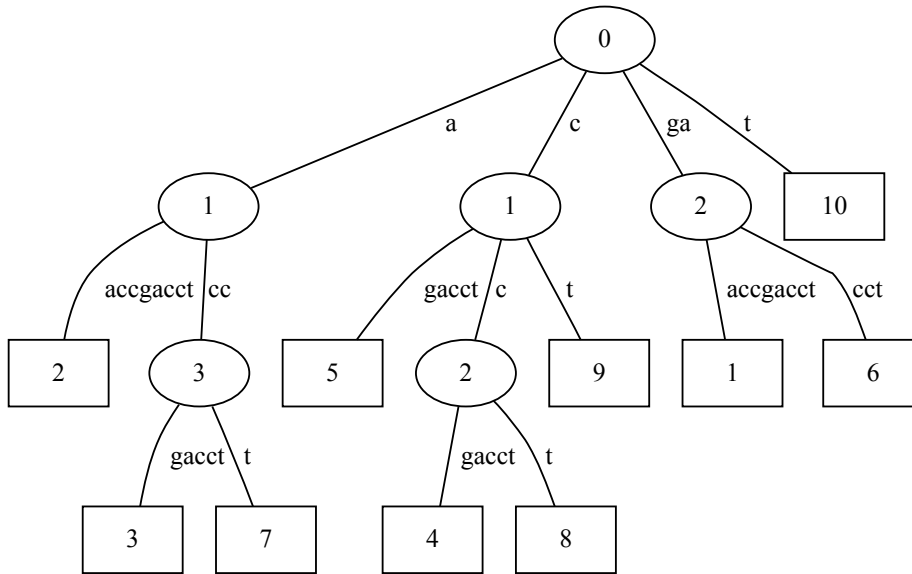 0
a c ga t
1 1 2 10
accgacct cc gacct c t accgacct cct
2 3 5 2 9 1 6
gacct t gacct t
3 7 4 8